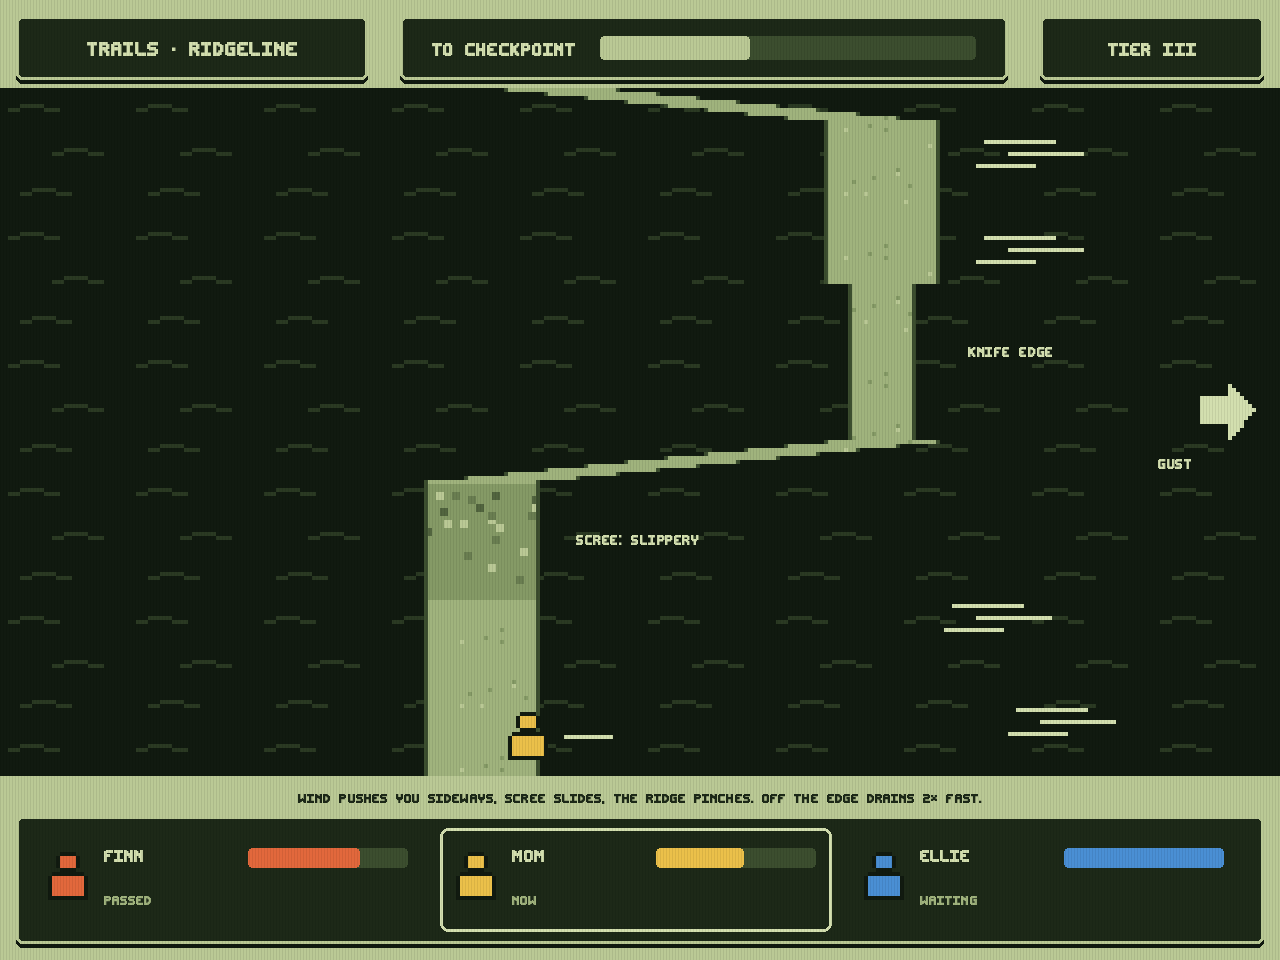 TRAILS · RIDGELINE
TO CHECKPOINT
TIER III
KNIFE EDGE
GUST
SCREE: SLIPPERY
WIND PUSHES YOU SIDEWAYS, SCREE SLIDES, THE RIDGE PINCHES. OFF THE EDGE DRAINS 2× FAST.
FINN
PASSED
MOM
NOW
ELLIE
WAITING